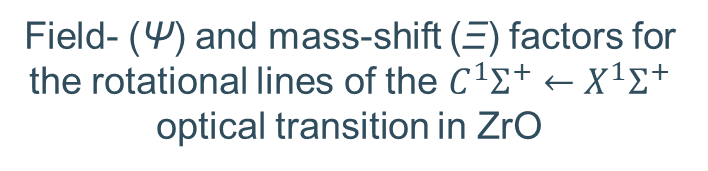 Field- (Ψ) and mass-shift (Ξ) factors for
the rotational lines of the C¹Σ⁺ ← X¹Σ⁺
optical transition in ZrO